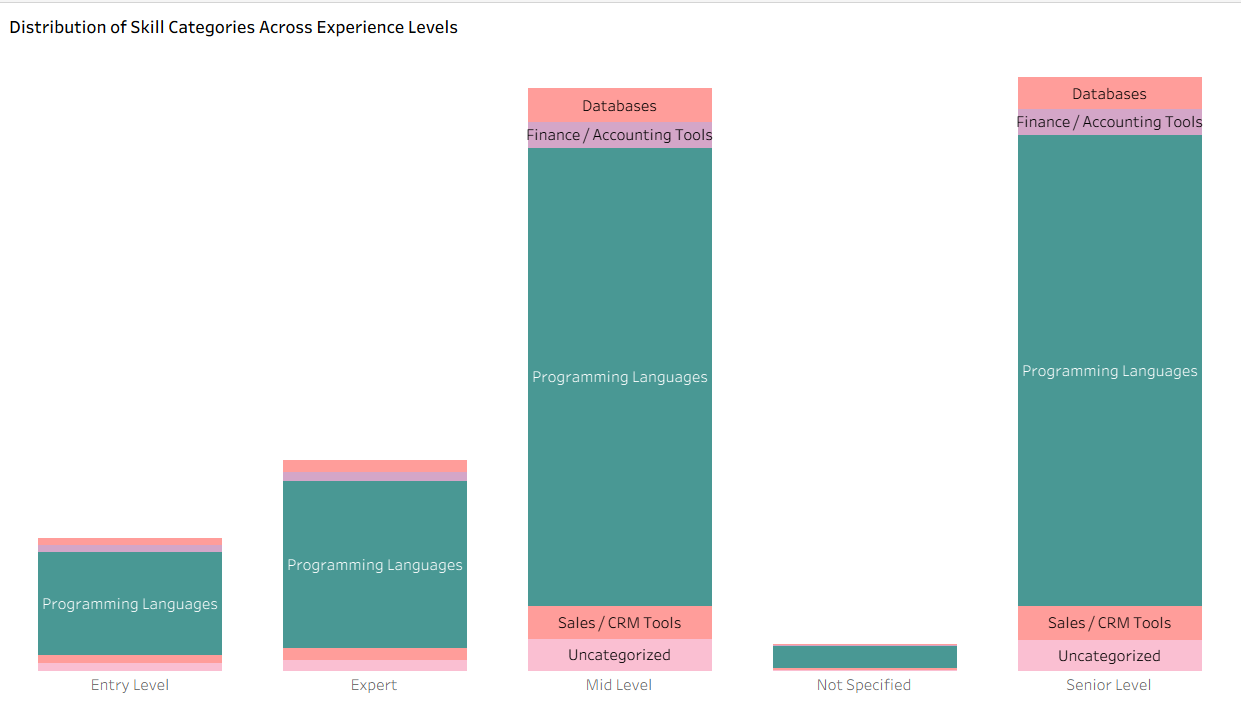 Distribution of Skill Categories Across Experience Levels
Databases
Finance / Accounting Tools
Programming Languages
Sales / CRM Tools
Uncategorized
Databases
Finance / Accounting Tools
Programming Languages
Sales / CRM Tools
Uncategorized
Programming Languages
Programming Languages
Entry Level
Expert
Mid Level
Not Specified
Senior Level